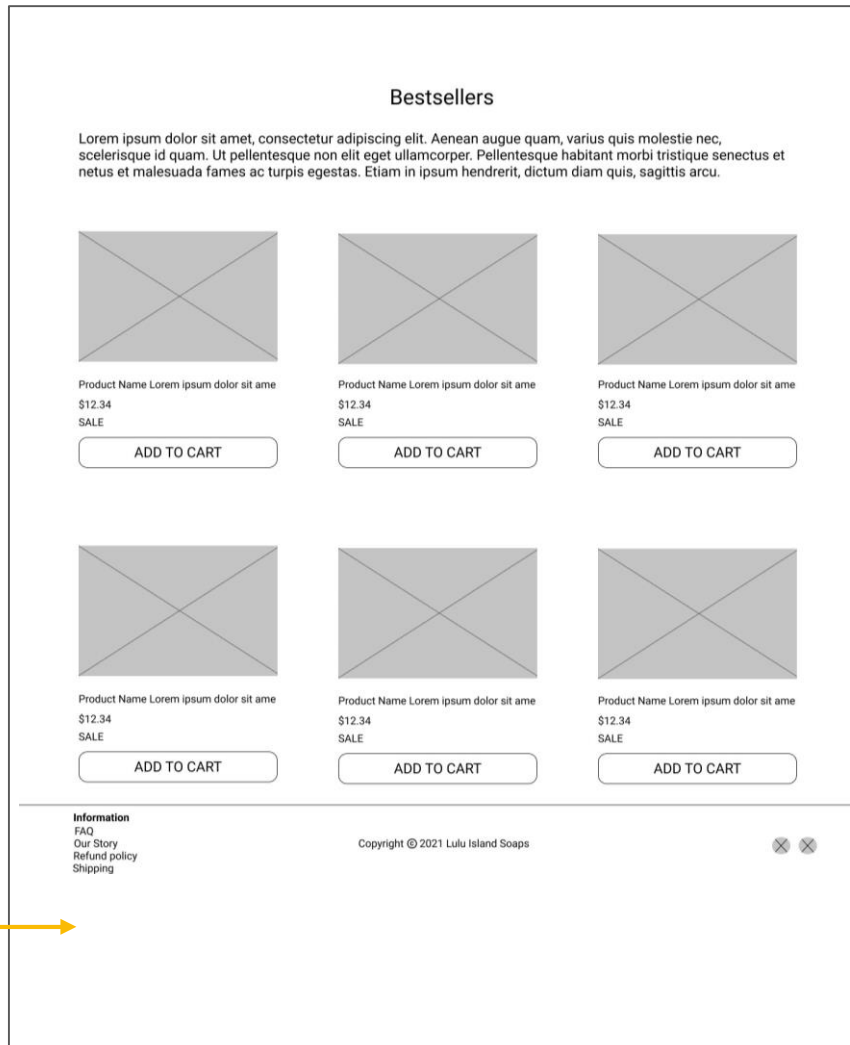 Bestsellers
Lorem ipsum dolor sit amet, consectetur adipiscing elit. Aenean augue quam, varius quis molestie nec,
scelerisque id quam. Ut pellentesque non elit eget ullamcorper. Pellentesque habitant morbi tristique senectus et
netus et malesuada fames ac turpis egestas. Etiam in ipsum hendrerit, dictum diam quis, sagittis arcu.
Product Name Lorem ipsum dolor sit ame
$12.34
SALE
ADD TO CART
Product Name Lorem ipsum dolor sit ame
$12.34
SALE
ADD TO CART
Product Name Lorem ipsum dolor sit ame
$12.34
SALE
ADD TO CART
Product Name Lorem ipsum dolor sit ame
$12.34
SALE
ADD TO CART
Product Name Lorem ipsum dolor sit ame
$12.34
SALE
ADD TO CART
Product Name Lorem ipsum dolor sit ame
$12.34
SALE
ADD TO CART
Information
FAQ
Our Story
Refund policy
Shipping
Copyright © 2021 Lulu Island Soaps